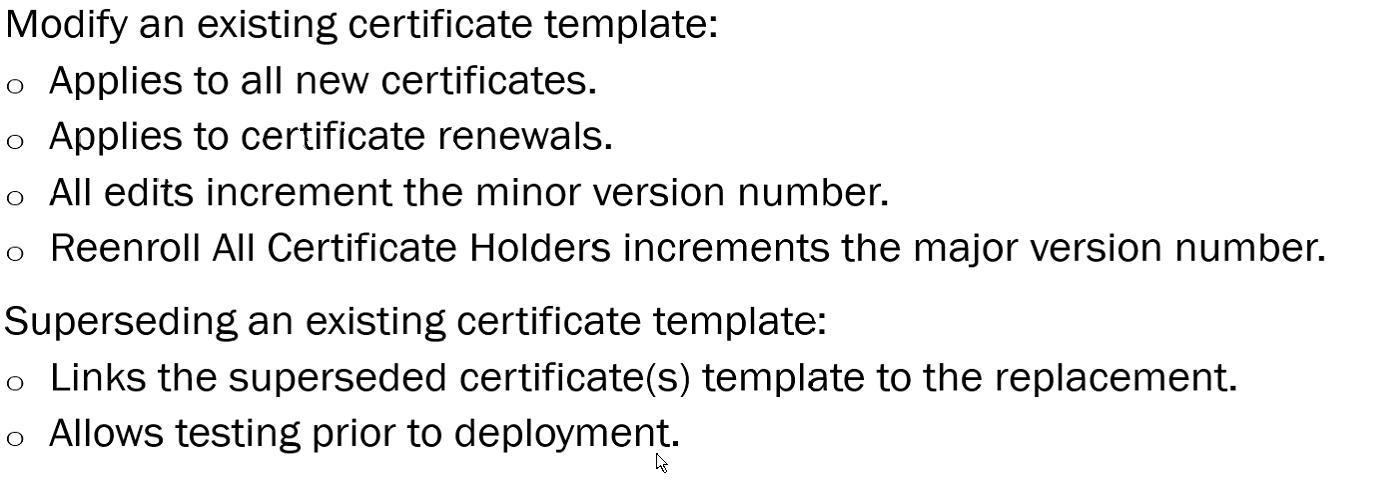 Modify an existing certificate template:
o Applies to all new certificates.
o Applies to certificate renewals.
o All edits increment the minor version number.
o Reenroll All Certificate Holders increments the major version number.
Superseding an existing certificate template:
o Links the superseded certificate(s) template to the replacement.
o Allows testing prior to deployment.